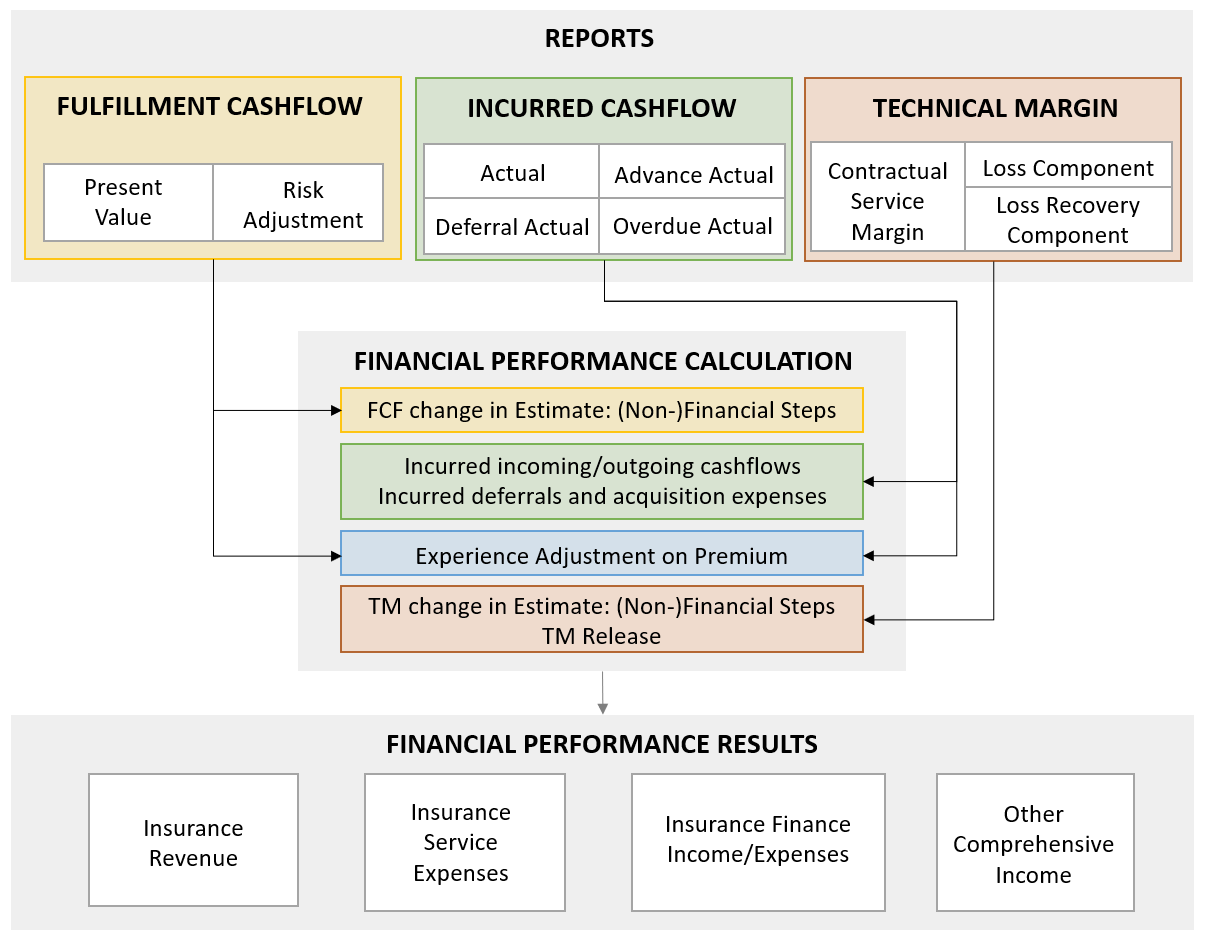 REPORTS
FULFILLMENT CASHFLOW
Present
Value
Risk
Adjustment
INCURRED CASHFLOW
Actual
Advance Actual
Deferral Actual
Overdue Actual
TECHNICAL MARGIN
Contractual
Service
Margin
Loss Component
Loss Recovery
Component
FINANCIAL PERFORMANCE CALCULATION
FCF change in Estimate: (Non-)Financial Steps
Incurred incoming/outgoing cashflows
Incurred deferrals and acquisition expenses
Experience Adjustment on Premium
TM change in Estimate: (Non-)Financial Steps
TM Release
FINANCIAL PERFORMANCE RESULTS
Insurance
Revenue
Insurance
Service
Expenses
Insurance Finance
Income/Expenses
Other
Comprehensive
Income